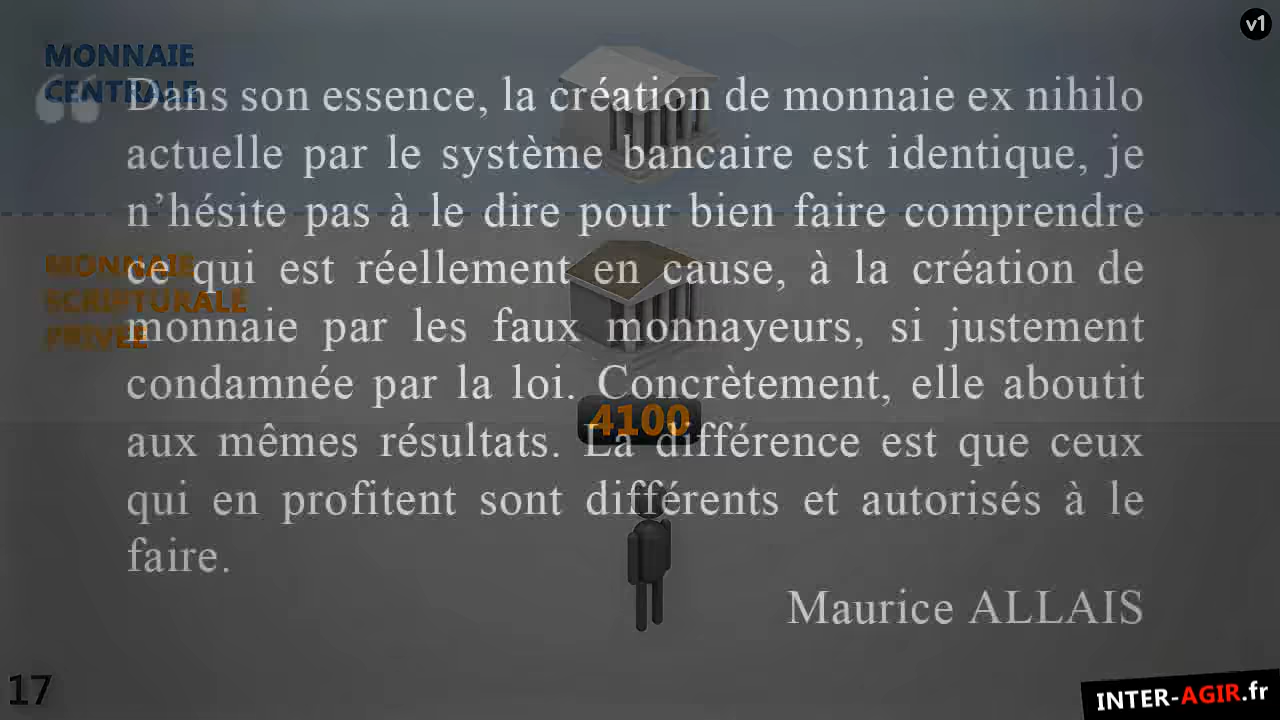 v1
MONNAIE
CENTRALE
“
Dans son essence, la création de monnaie ex nihilo
actuelle par le système bancaire est identique, je
n’hésite pas à le dire pour bien faire comprendre
ce qui est réellement en cause, à la création de
monnaie par les faux monnayeurs, si justement
condamnée par la loi. Concrètement, elle aboutit
aux mêmes résultats. La différence est que ceux
qui en profitent sont différents et autorisés à le
faire.
Maurice ALLAIS
MONNAIE
SCRIPTURALE
PRIVÉE
4100
17
INTER-AGIR.fr